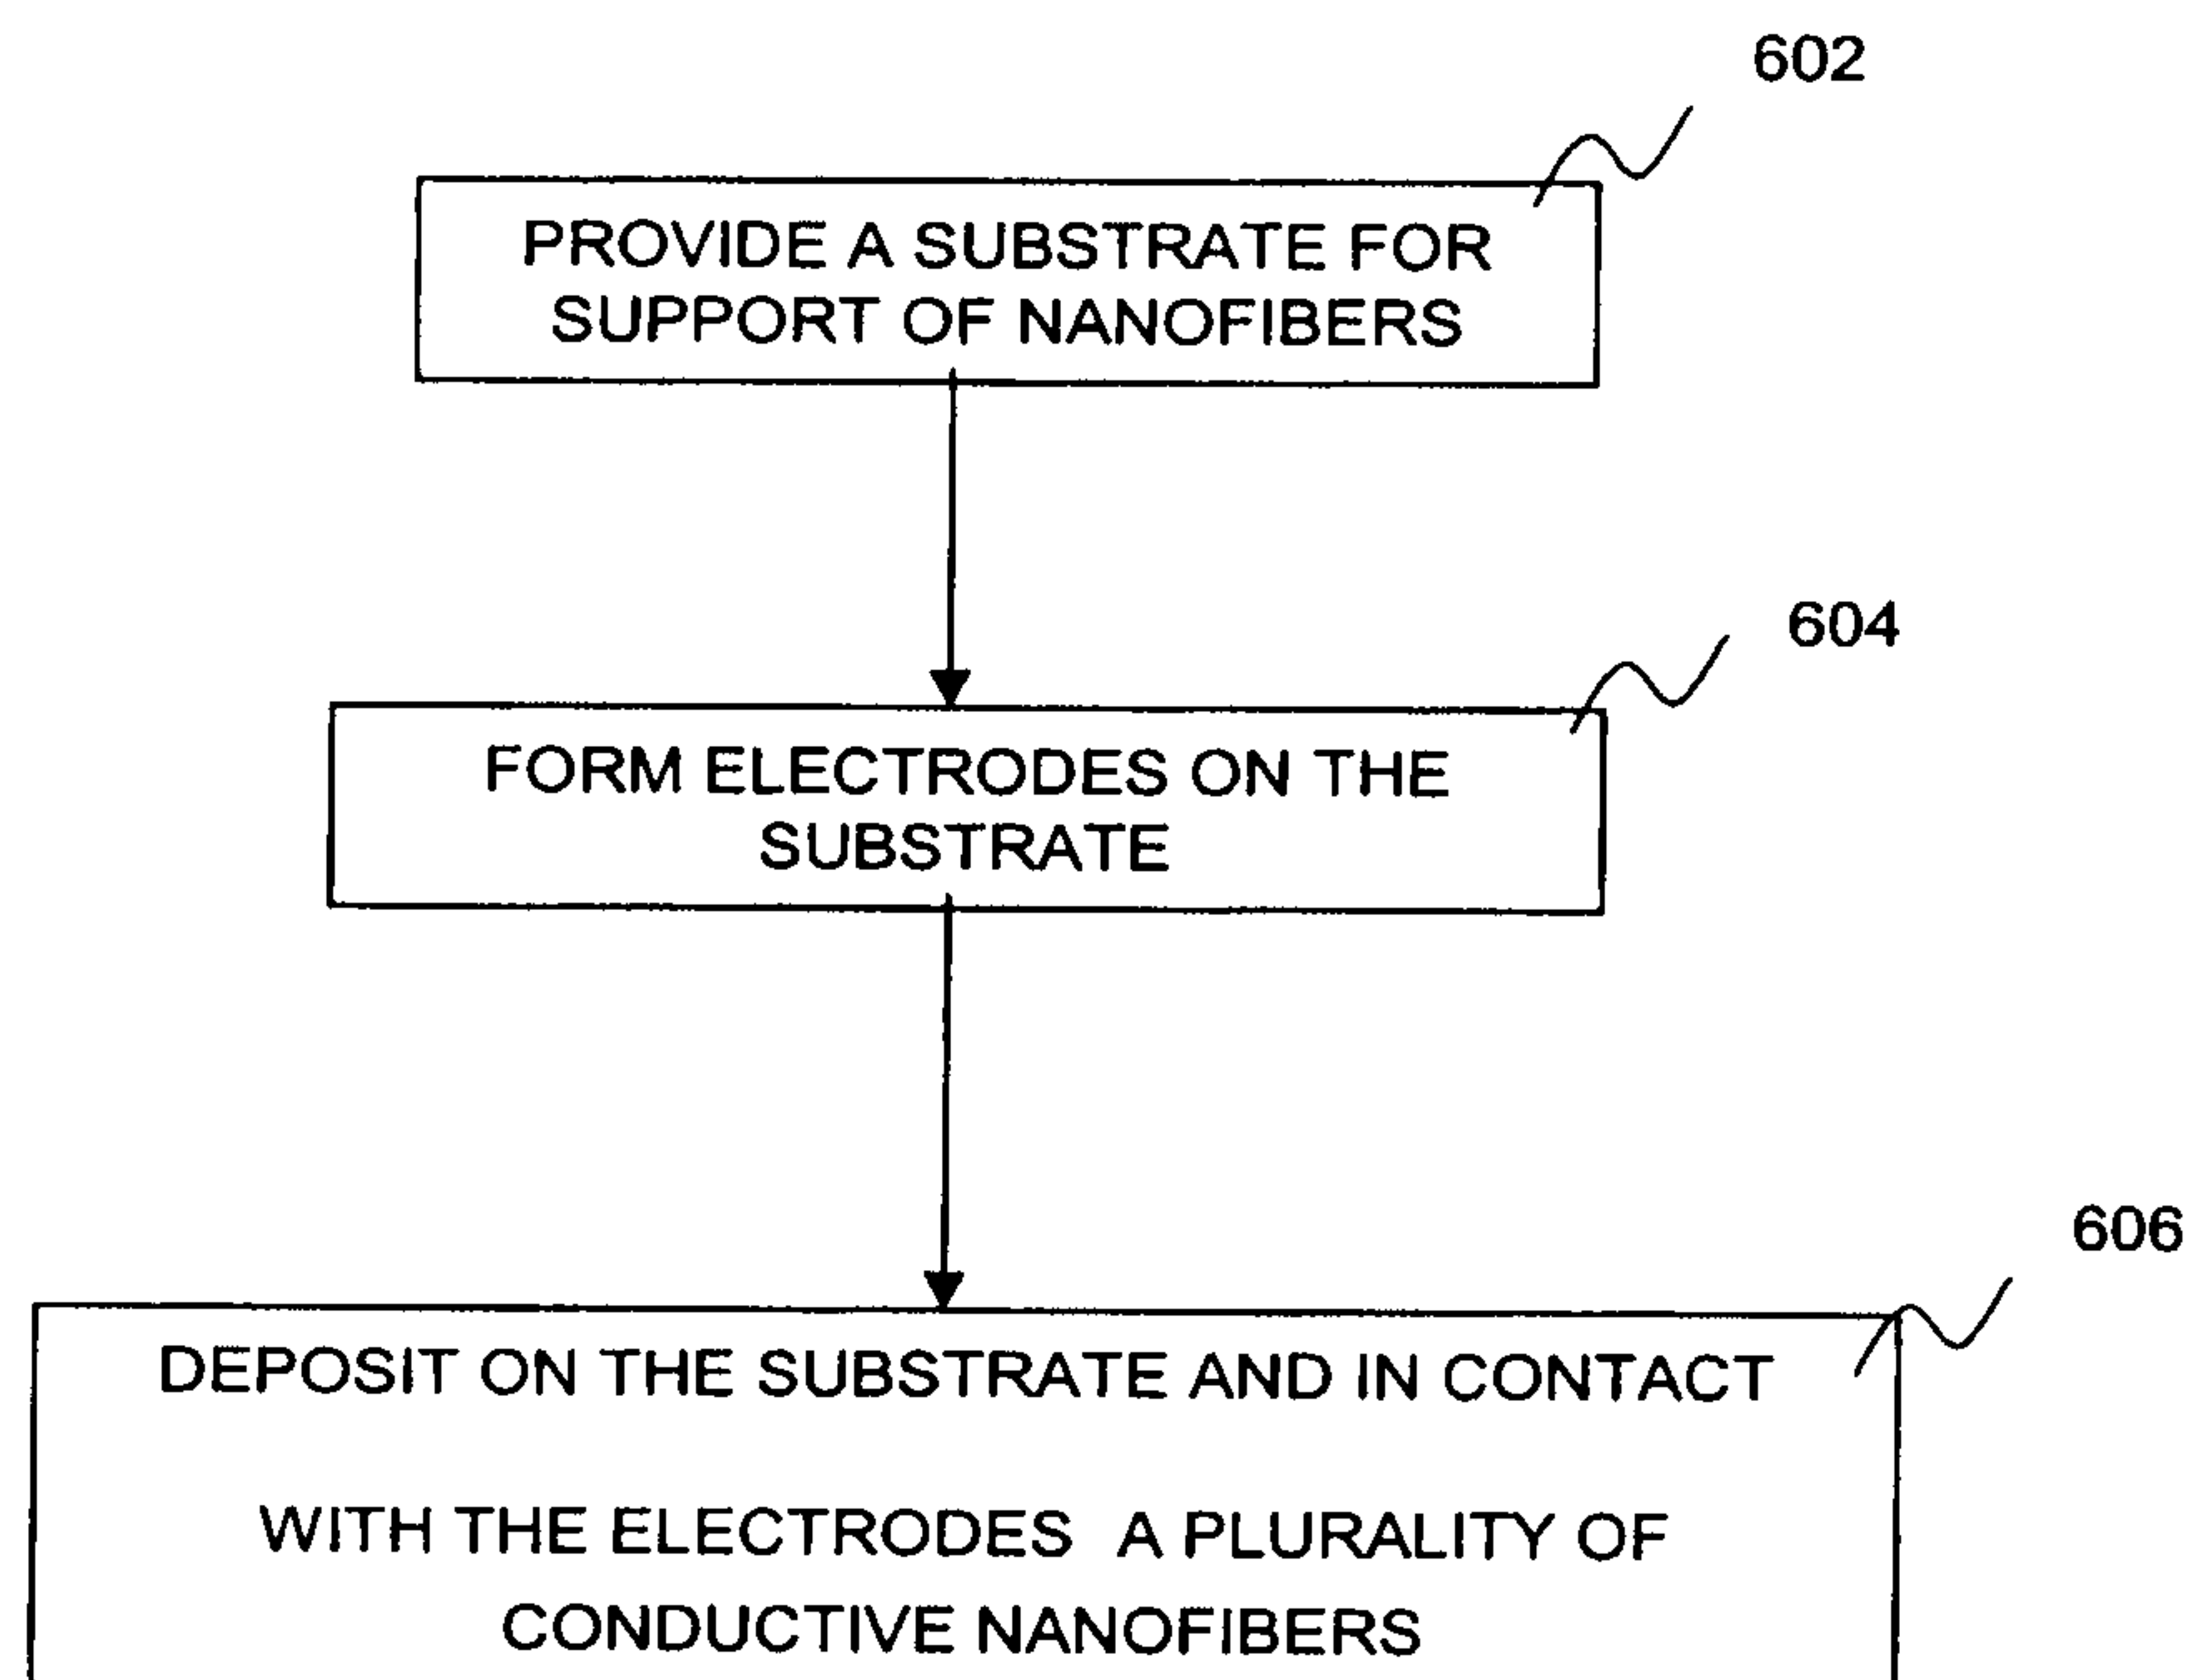 602
PROVIDE A SUBSTRATE FOR
SUPPORT OF NANOFIBERS
604
FORM ELECTRODES ON THE
SUBSTRATE
606
DEPOSIT ON THE SUBSTRATE AND IN CONTACT
WITH THE ELECTRODES A PLURALITY OF
CONDUCTIVE NANOFIBERS